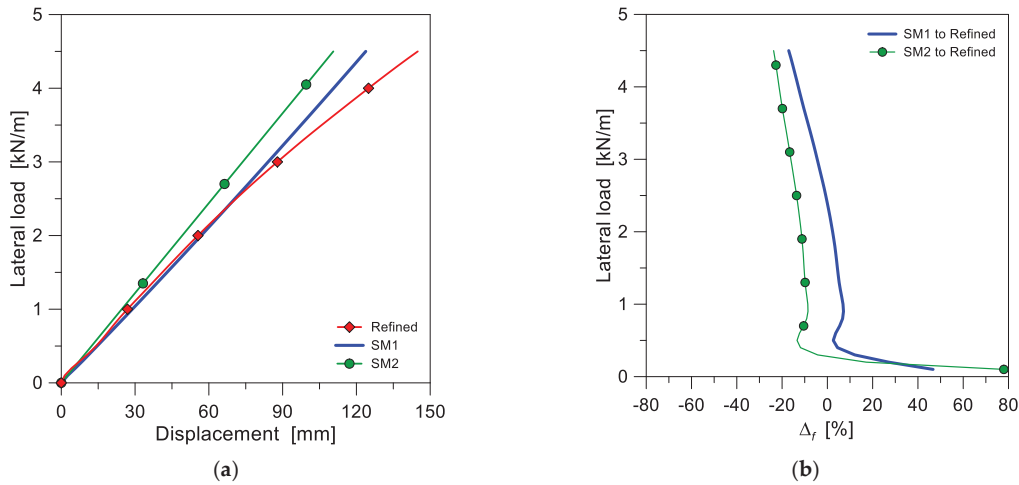 5
4
3
2
1
0
Lateral load [kN/m]
0
30
60
90
120
150
Displacement [mm]
Refined
SM1
SM2
(a)
5
4
3
2
1
0
Lateral load [kN/m]
-80
-60
-40
-20
0
20
40
60
80
Δf [%]
SM1 to Refined
SM2 to Refined
(b)